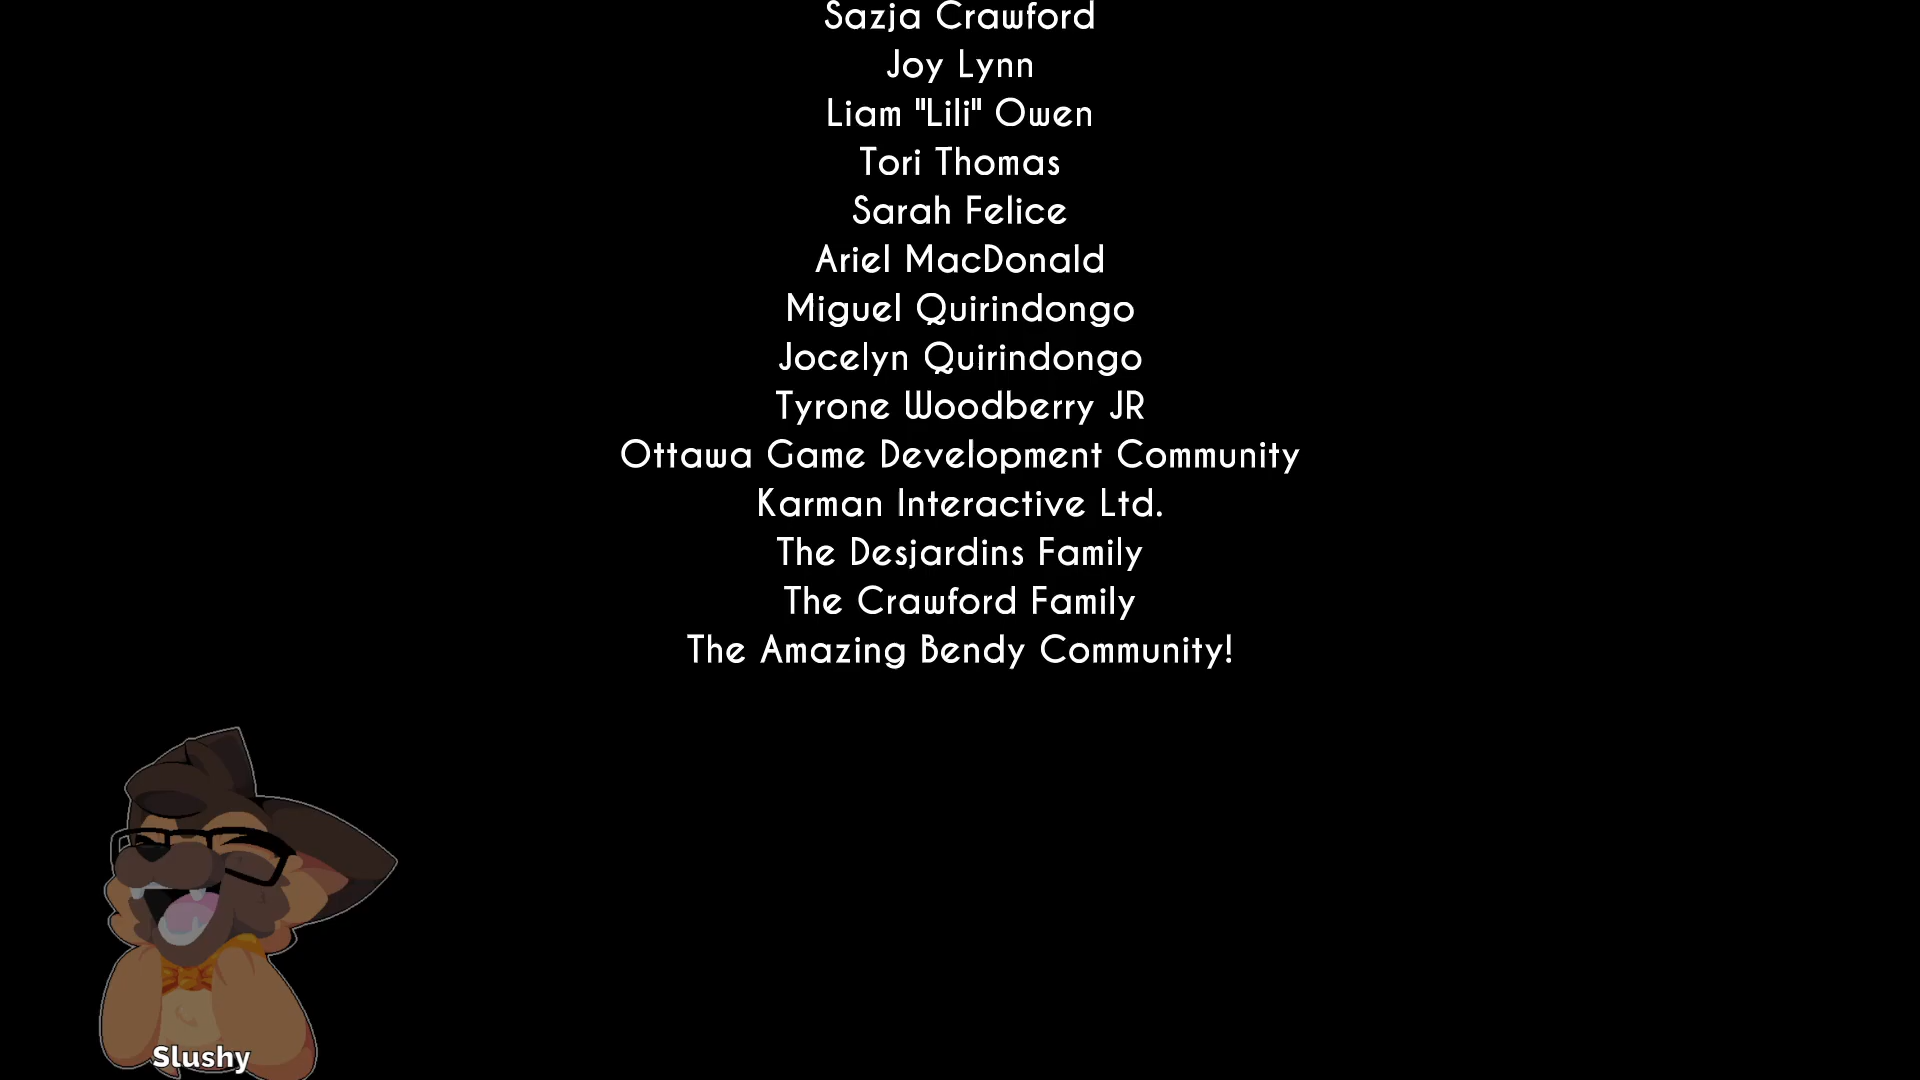 Sazja Crawford
Joy Lynn
Liam "Lili" Owen
Tori Thomas
Sarah Felice
Ariel MacDonald
Miguel Quirindongo
Jocelyn Quirindongo
Tyrone Woodberry JR
Ottawa Game Development Community
Karman Interactive Ltd.
The Desjardins Family
The Crawford Family
The Amazing Bendy Community!
Slushy